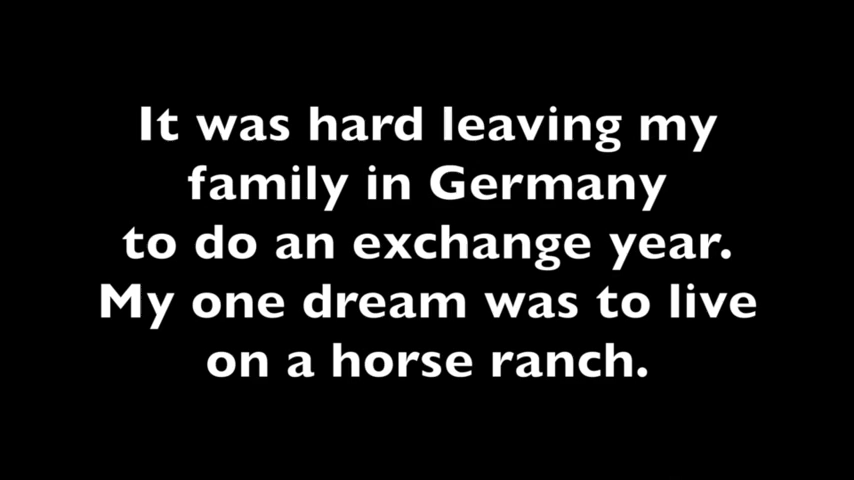 It was hard leaving my
family in Germany
to do an exchange year.
My one dream was to live
on a horse ranch.